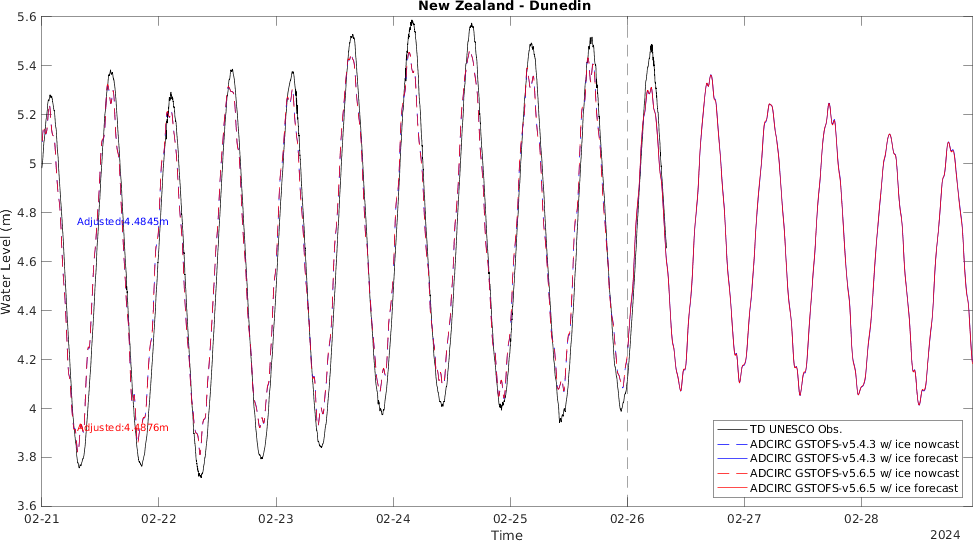 New Zealand - Dunedin
5.6
5.4
5.2
5
4.8
4.6
4.4
4.2
4
3.8
3.6
Water Level (m)
Adjusted:4.4845m
Adjusted:4.4876m
TD UNESCO Obs.
ADCIRC GSTOFS-v5.4.3 w/ ice nowcast
ADCIRC GSTOFS-v5.4.3 w/ ice forecast
ADCIRC GSTOFS-v5.6.5 w/ ice nowcast
ADCIRC GSTOFS-v5.6.5 w/ ice forecast
02-21 02-22 02-23 02-24 02-25 02-26 02-27 02-28
Time
2024